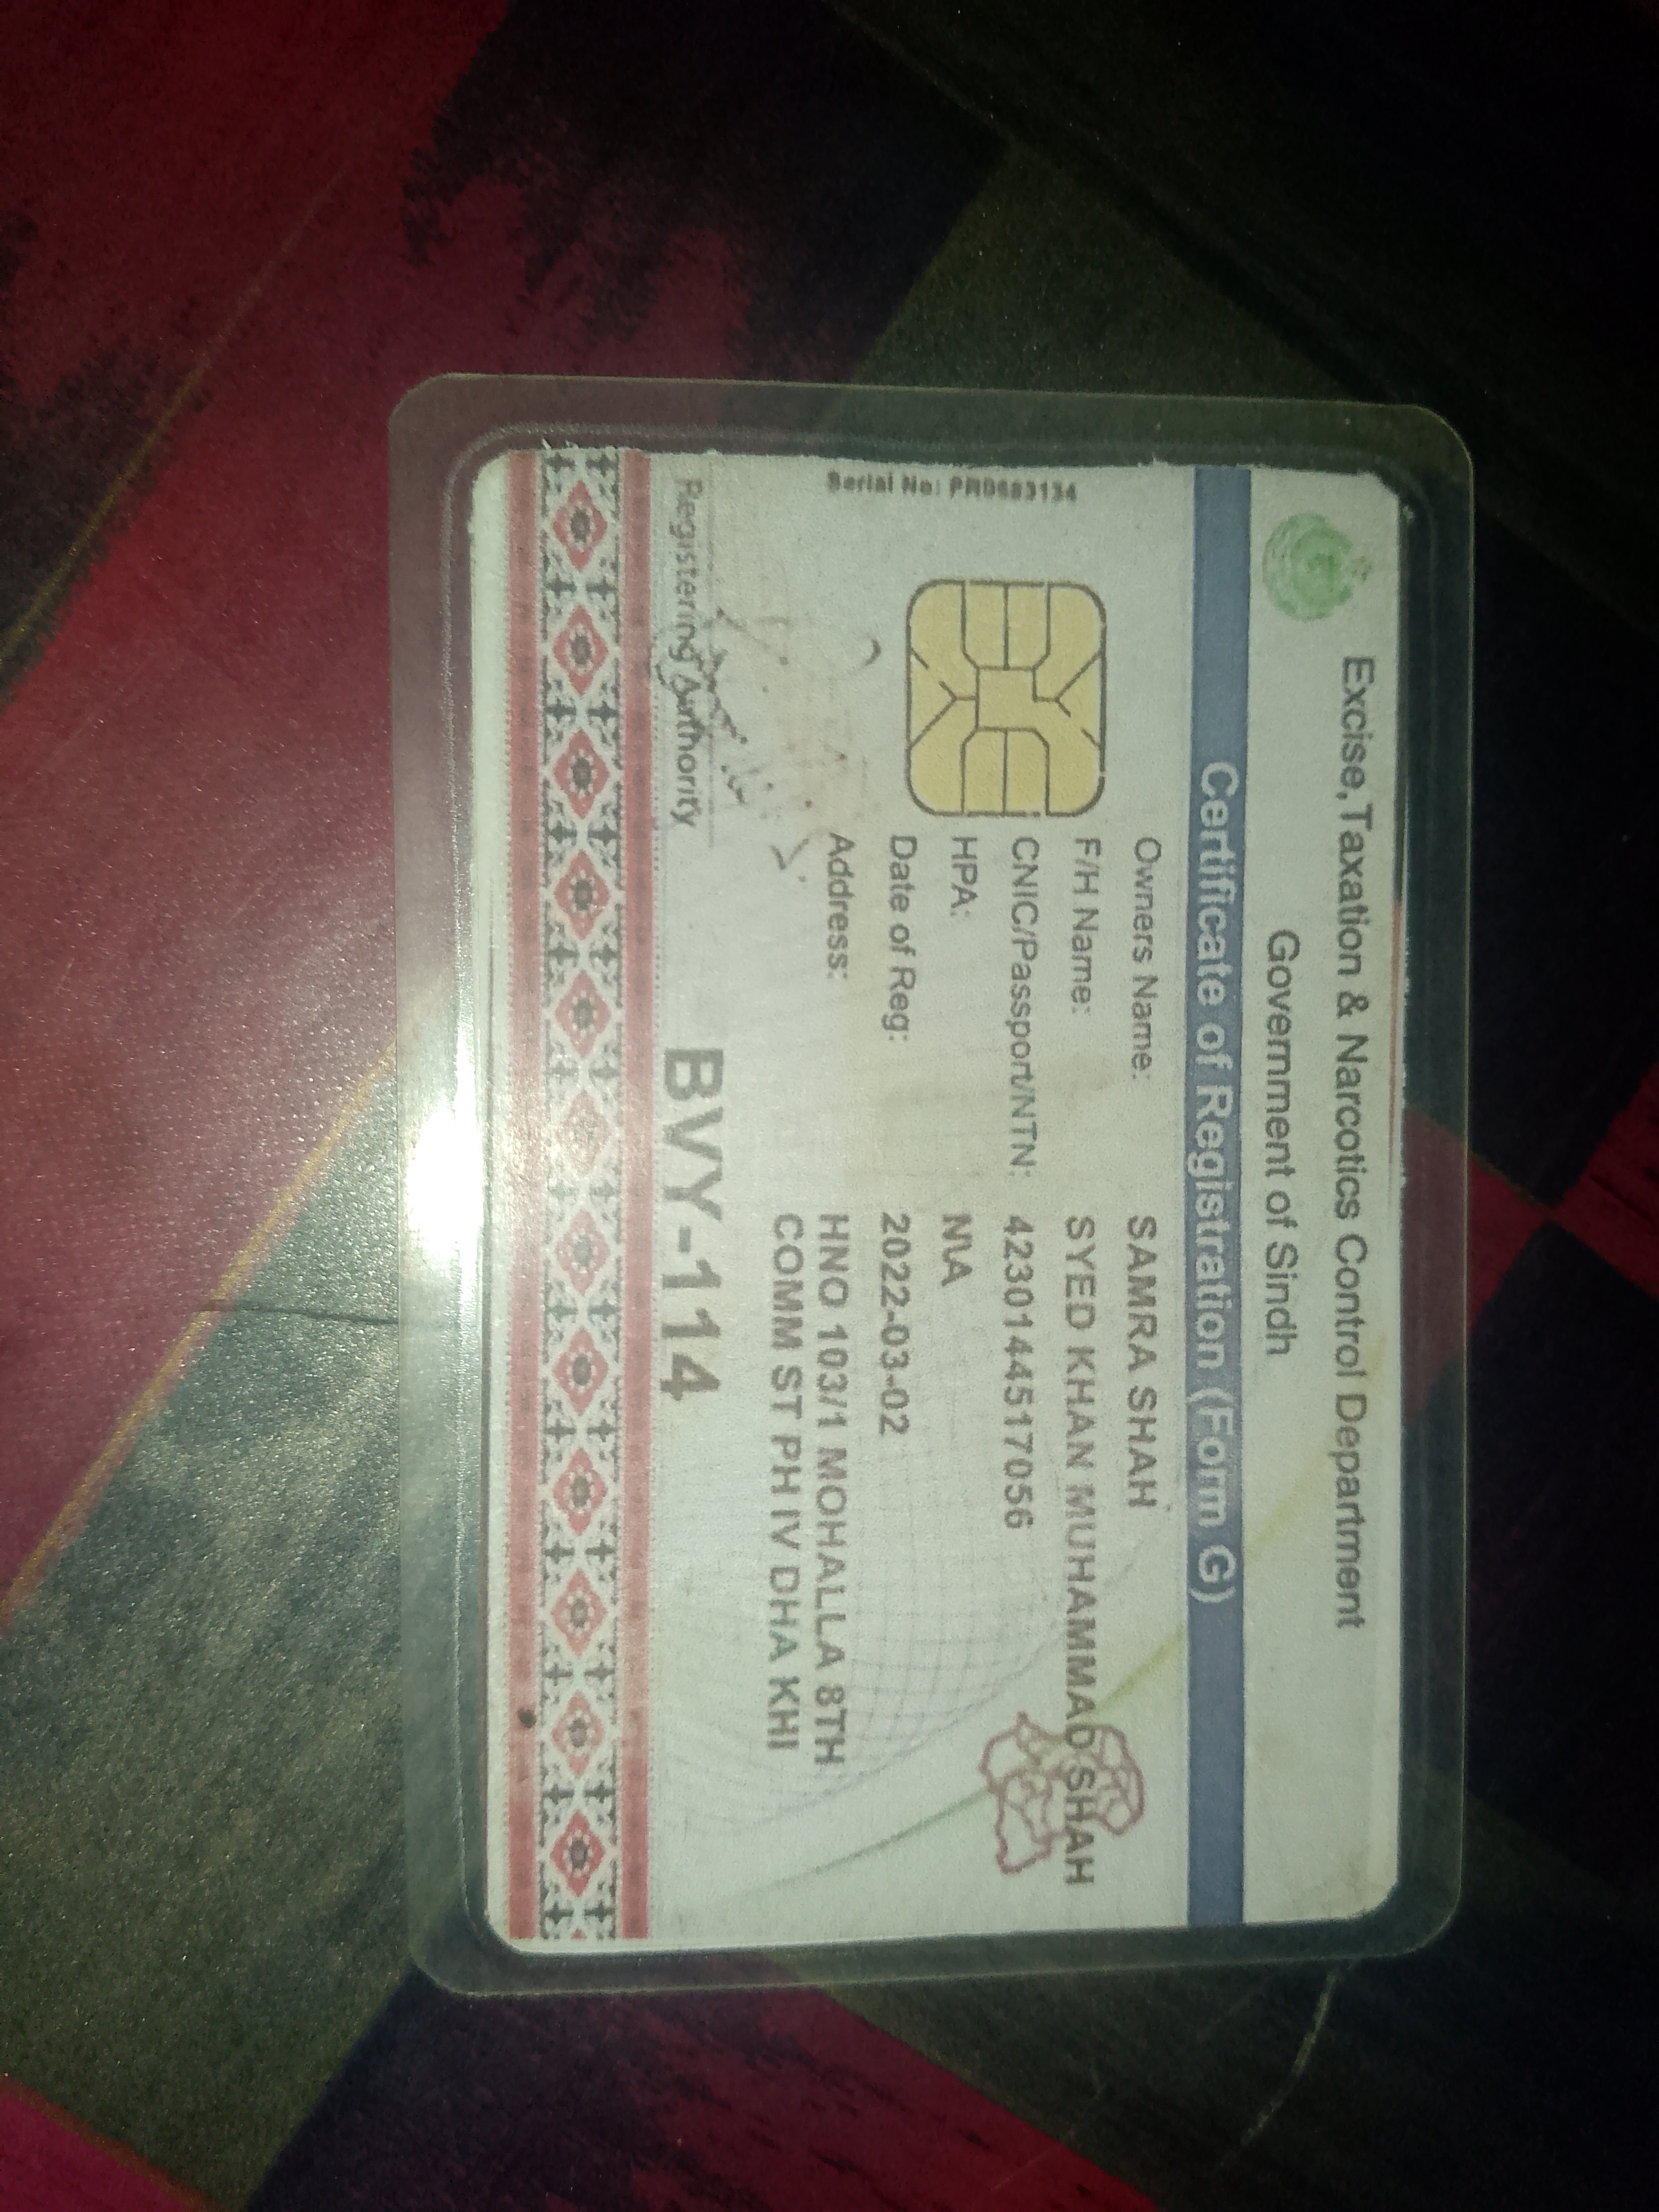 Excise,Taxation & Narcotics Control Department
Government of Sindh
Certificate of Registration (Form G)
Serial No:
Owners Name: SAMRA SHAH
F/H Name: SYED KHAN MUHAMMAD SHAH
CNIC/Passport/NTN: 4230144517056
HPA: N\A
Date of Reg: 2022-03-02
Address: HNO 103/1 MOHALLA 8TH
COMM ST PH IV DHA KHI
Registering Authority
BVY-114